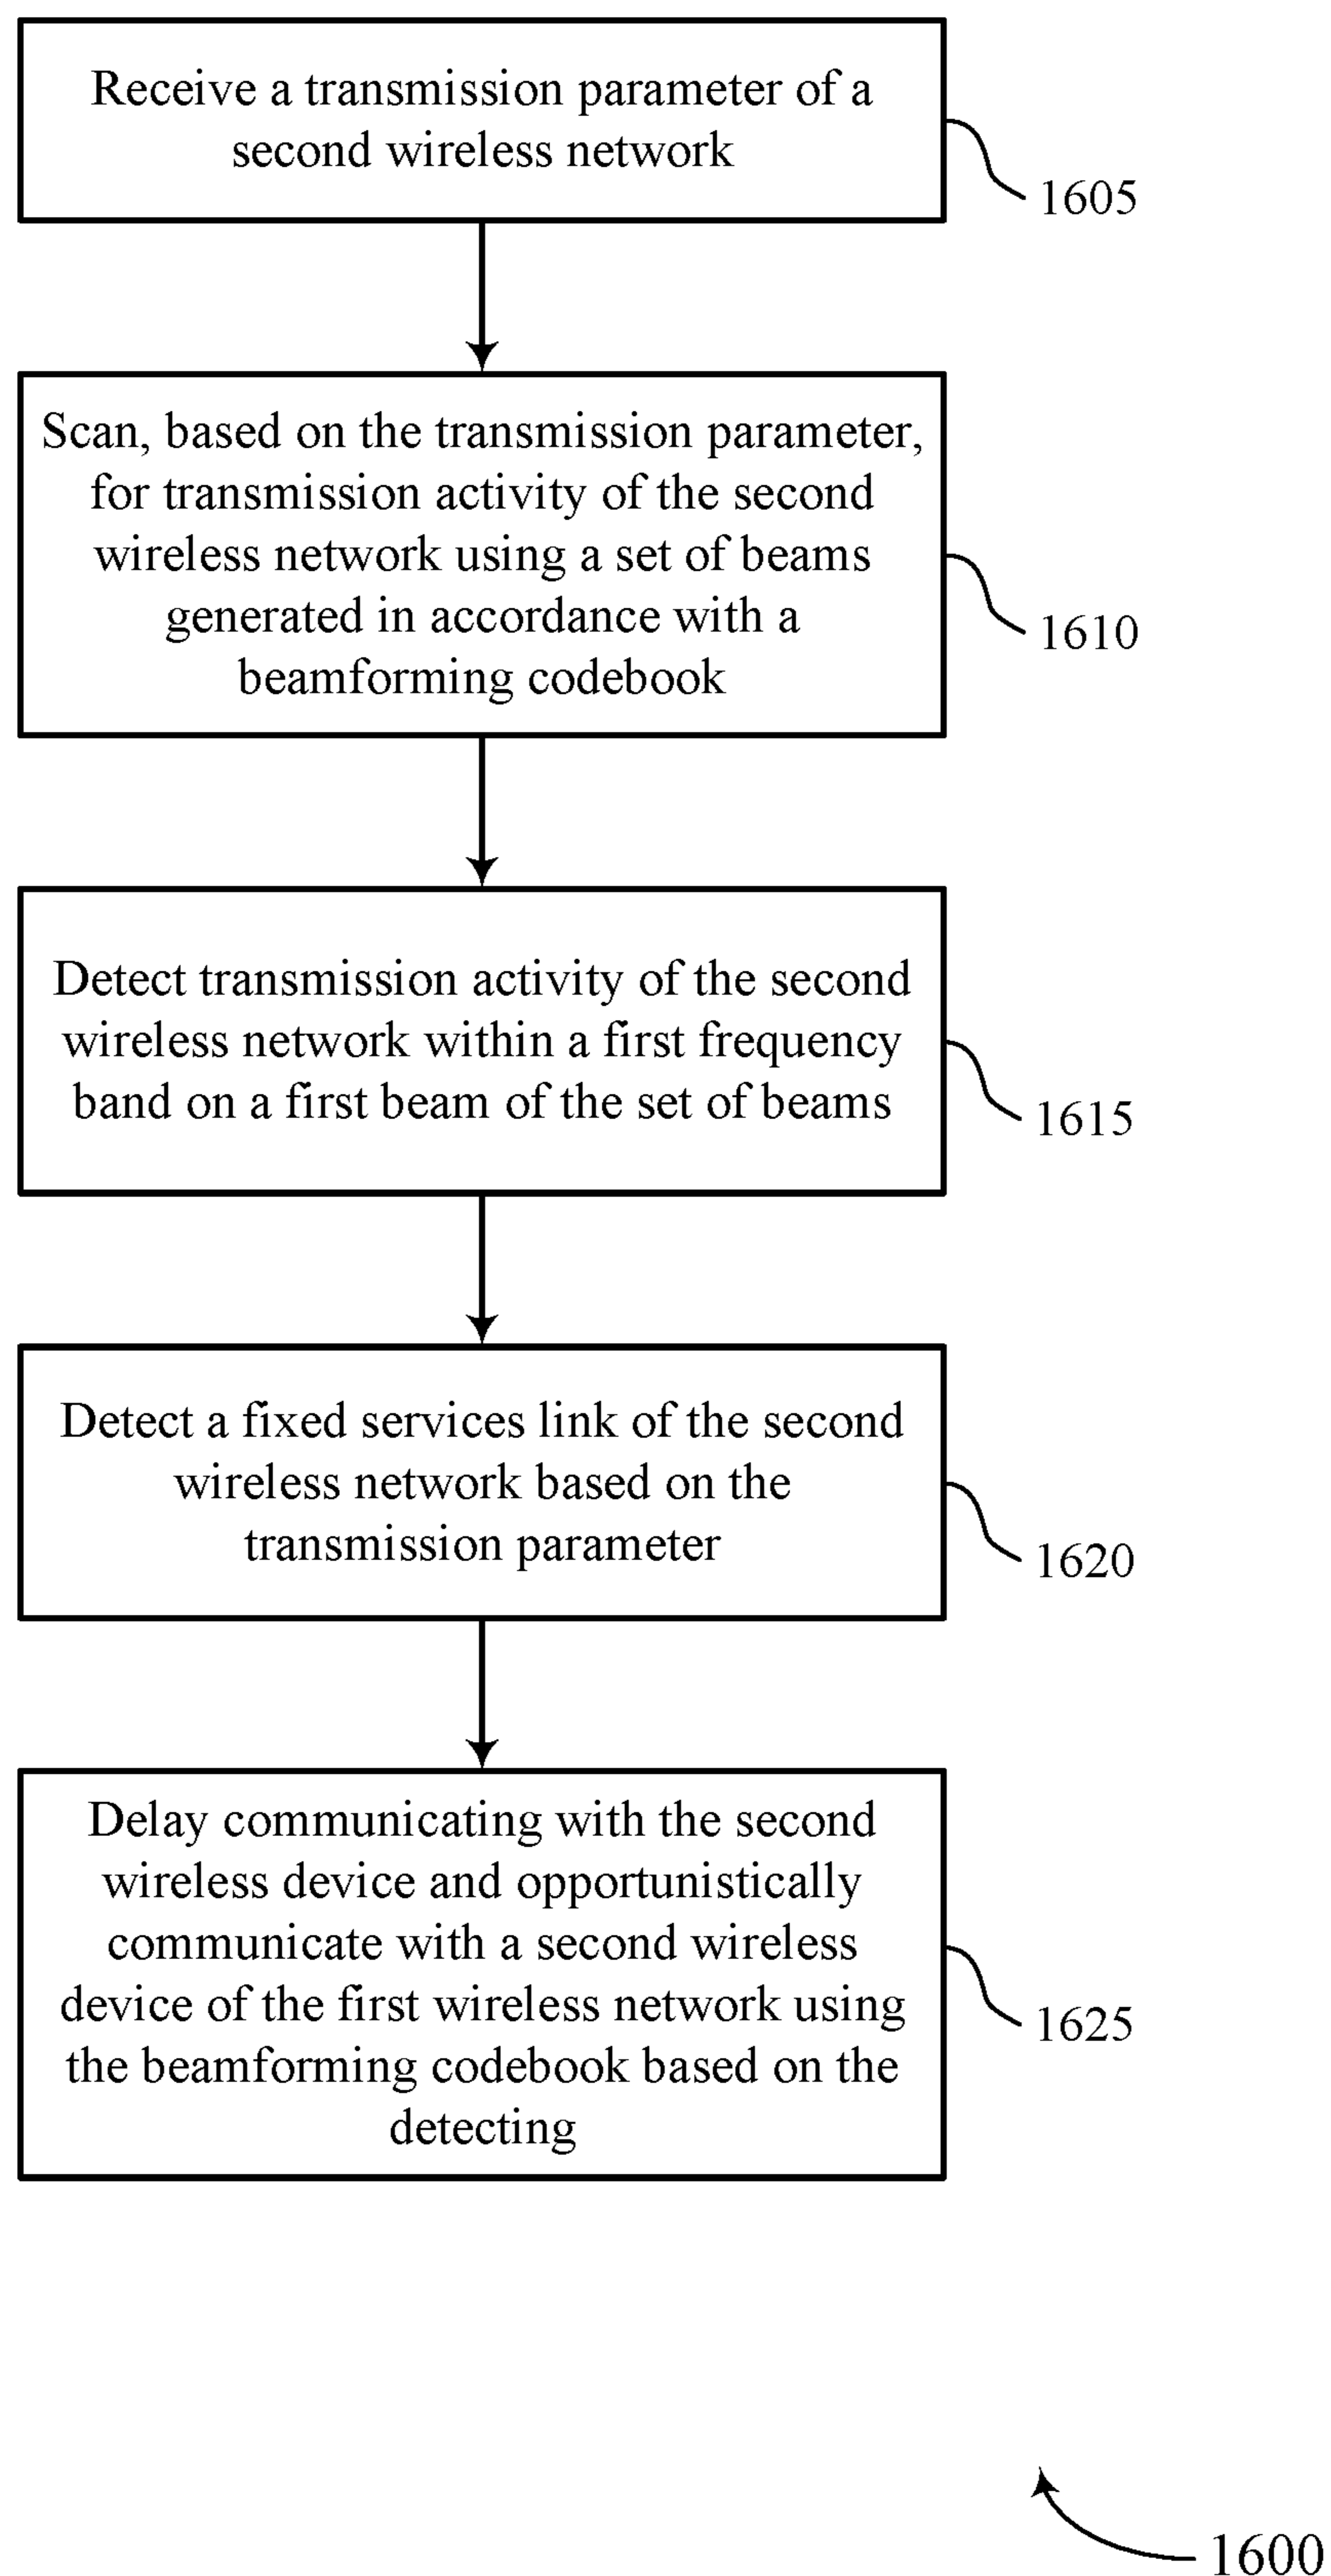 Receive a transmission parameter of a
second wireless network
1605
Scan, based on the transmission parameter,
for transmission activity of the second
wireless network using a set of beams
generated in accordance with a
beamforming codebook
1610
Detect transmission activity of the second
wireless network within a first frequency
band on a first beam of the set of beams
1615
Detect a fixed services link of the second
wireless network based on the
transmission parameter
1620
Delay communicating with the second
wireless device and opportunistically
communicate with a second wireless
device of the first wireless network using
the beamforming codebook based on the
detecting
1625
1600